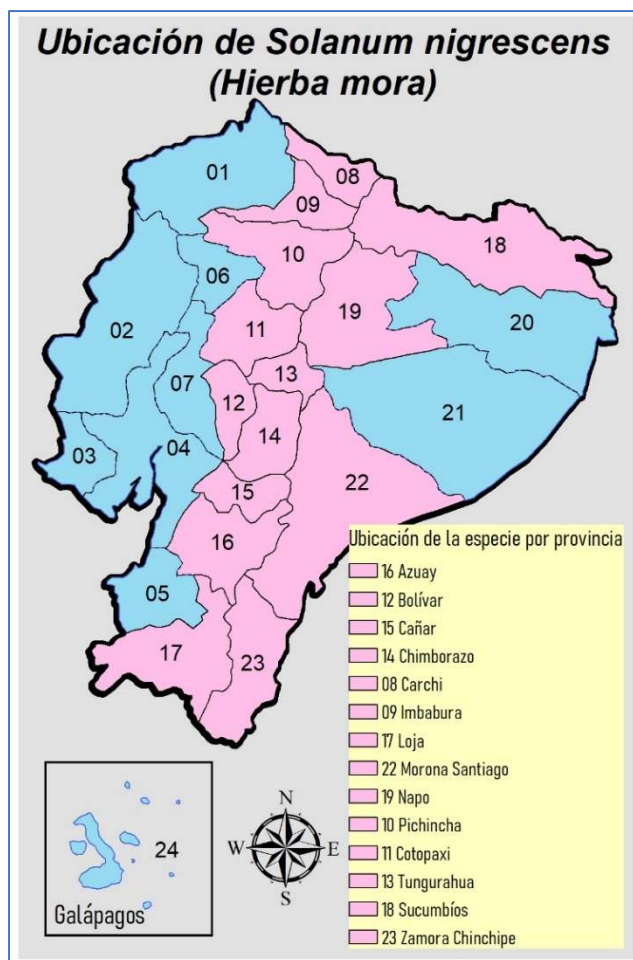 Ubicación de Solanum nigrescens
(Hierba mora)
01
08
09
18
10
06
19
20
02
11
13
07
12
21
14
03
04
22
15
16
05
17
23
Ubicación de la especie por provincia
16 Azuay
12 Bolívar
15 Cañar
14 Chimborazo
08 Carchi
09 Imbabura
17 Loja
22 Morona Santiago
19 Napo
10 Pichincha
11 Cotopaxi
13 Tungurahua
18 Sucumbíos
23 Zamora Chinchipe
24
Galápagos
N
W
E
S